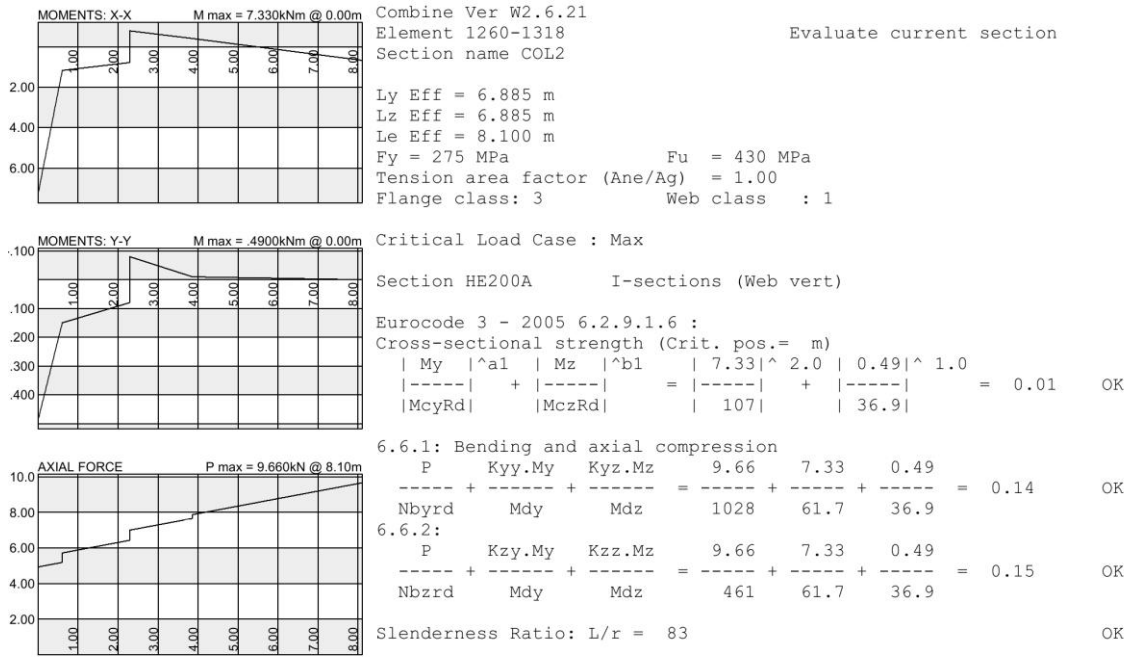 MOMENTS: X-X M max = 7.330kNm @ 0.00m
1.00 2.00 3.00 4.00 5.00 6.00 7.00 8.00
2.00
4.00
6.00
MOMENTS: Y-Y M max = .4900kNm @ 0.00m
.100
1.00 2.00 3.00 4.00 5.00 6.00 7.00 8.00
.100
.200
.300
.400
AXIAL FORCE P max = 9.660kN @ 8.10m
10.0
8.00
6.00
4.00
2.00
1.00 2.00 3.00 4.00 5.00 6.00 7.00 8.00
Combine Ver W2.6.21
Element 1260-1318 Evaluate current section
Section name COL2
Ly Eff = 6.885 m
Lz Eff = 6.885 m
Le Eff = 8.100 m
Fy = 275 MPa Fu = 430 MPa
Tension area factor (Ane/Ag) = 1.00
Flange class: 3 Web class : 1
Critical Load Case : Max
Section HE200A I-sections (Web vert)
Eurocode 3 - 2005 6.2.9.1.6 :
Cross-sectional strength (Crit. pos.= m)
| My |^a1 | Mz |^b1 | 7.33|^ 2.0 | 0.49|^ 1.0
|-----| + |-----| = |-----| + |-----| = 0.01 OK
|McyRd| |MczRd| | 107| | 36.9|
6.6.1: Bending and axial compression
P Kyy.My Kyz.Mz 9.66 7.33 0.49
----- + ------ + ------ = ----- + ----- + ----- = 0.14 OK
Nbyrd Mdy Mdz 1028 61.7 36.9
6.6.2:
P Kzy.My Kzz.Mz 9.66 7.33 0.49
----- + ------ + ------ = ----- + ----- + ----- = 0.15 OK
Nbzrd Mdy Mdz 461 61.7 36.9
Slenderness Ratio: L/r = 83 OK